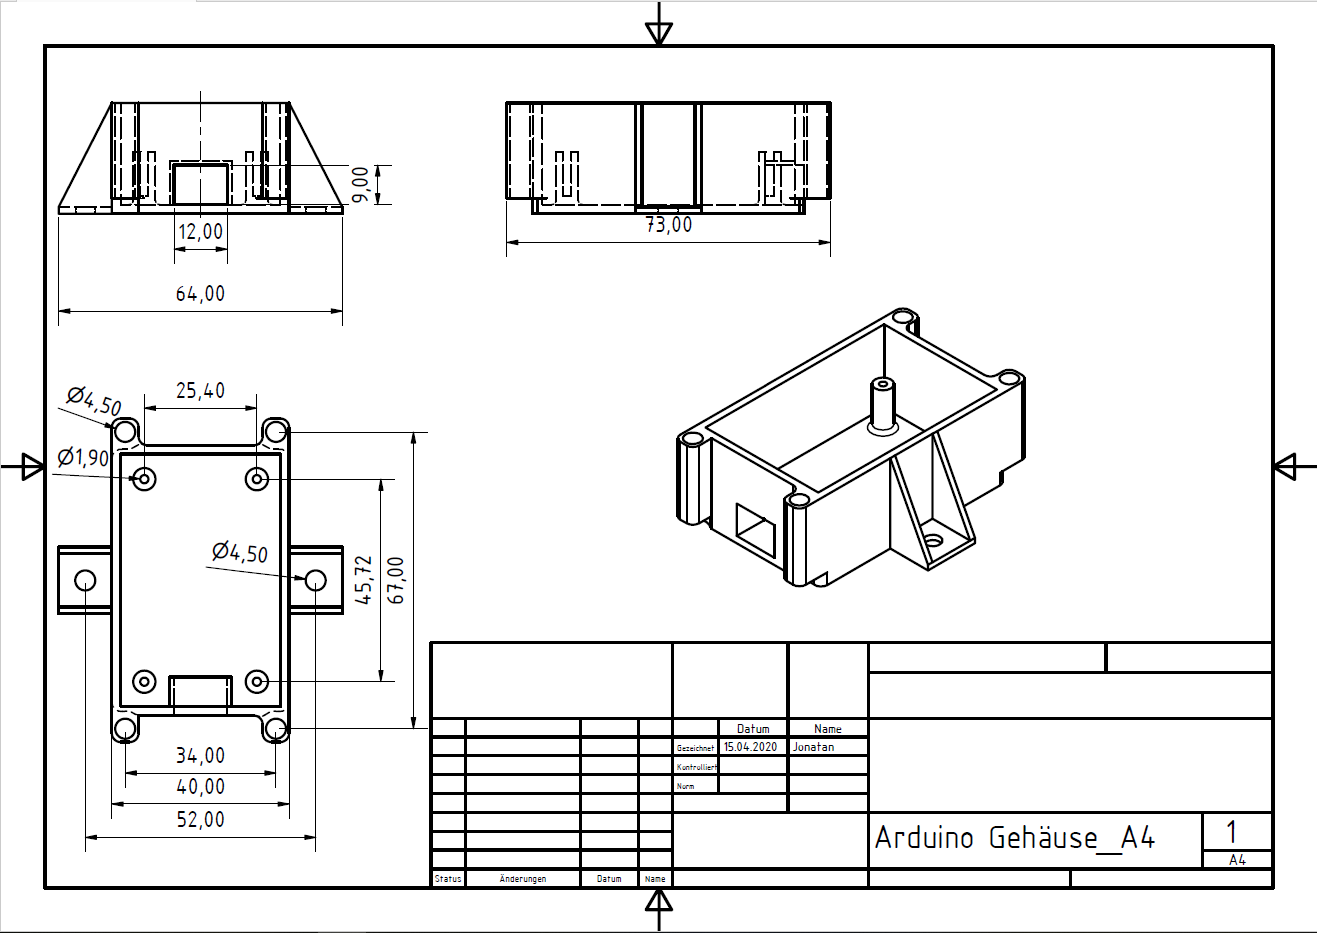 9,00
12,00
73,00
64,00
Ø4,50
25,40
Ø1,90
Ø4,50
45,72
67,00
34,00
40,00
52,00
Datum Name
Gezeichnet 15.04.2020 Jonatan
Kontrolliert
Norm
Arduino Gehäuse_A4 1
A4
Status Änderungen Datum Name